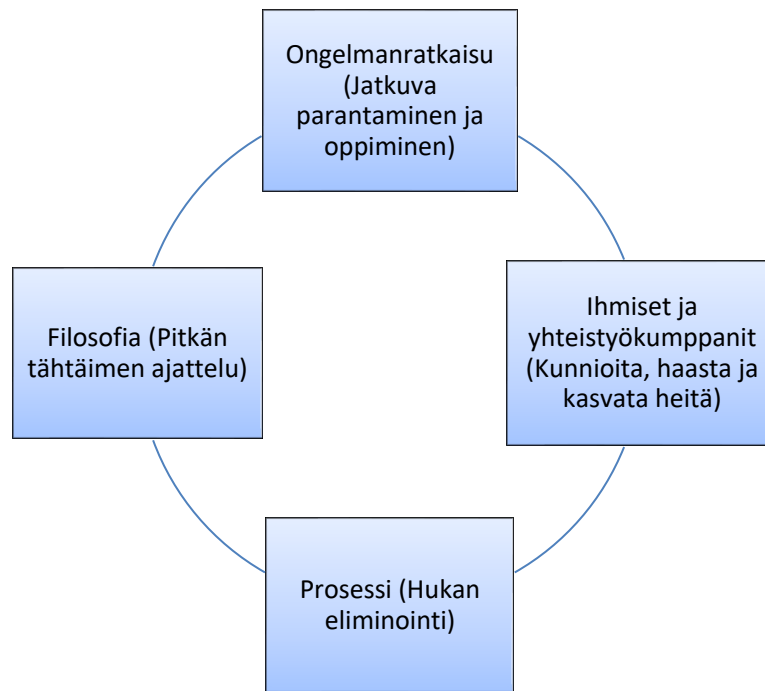 Ongelmanratkaisu
(Jatkuva
parantaminen ja
oppiminen)
Filosofia (Pitkän
tähtäimen ajattelu)
Ihmiset ja
yhteistyökumppanit
(Kunnioita, haasta ja
kasvata heitä)
Prosessi (Hukan
eliminointi)